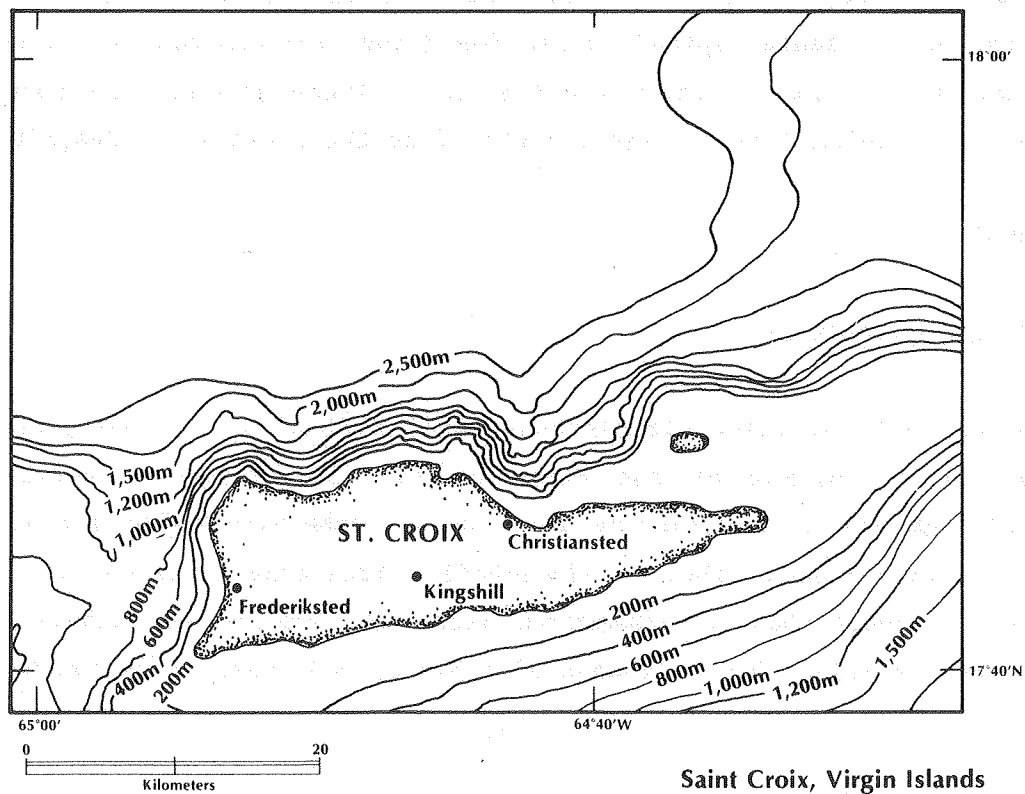 18°00′
2,500m
2,000m
1,500m
1,200m
1,000m
ST. CROIX
Christiansted
Kingshill
Frederiksted
800m
600m
400m
200m
200m
400m
600m
800m
1,000m
1,200m
1,500m
17°40′N
65°00′
64°40′W
0 20
Kilometers
Saint Croix, Virgin Islands